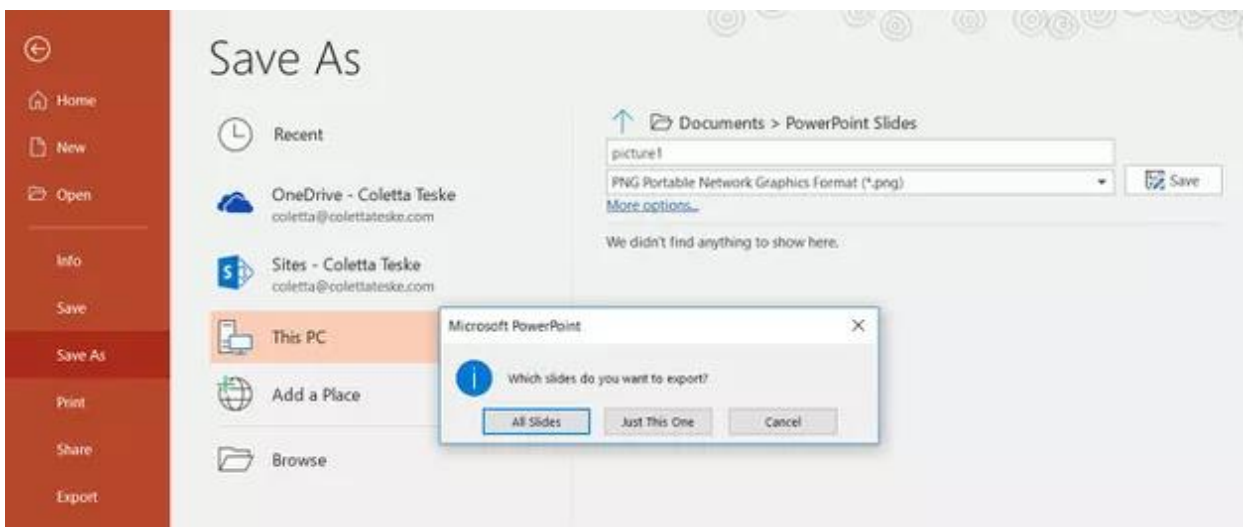 Save As
Home
New
Open
Info
Save
Save As
Print
Share
Export
Recent
OneDrive - Coletta Teske
coletta@colettateske.com
Sites - Coletta Teske
coletta@colettateske.com
This PC
Add a Place
Browse
Documents > PowerPoint Slides
picture1
PNG Portable Network Graphics Format (*.png)
Save
More options...
We didn't find anything to show here.
Microsoft PowerPoint
Which slides do you want to export?
All Slides
Just This One
Cancel